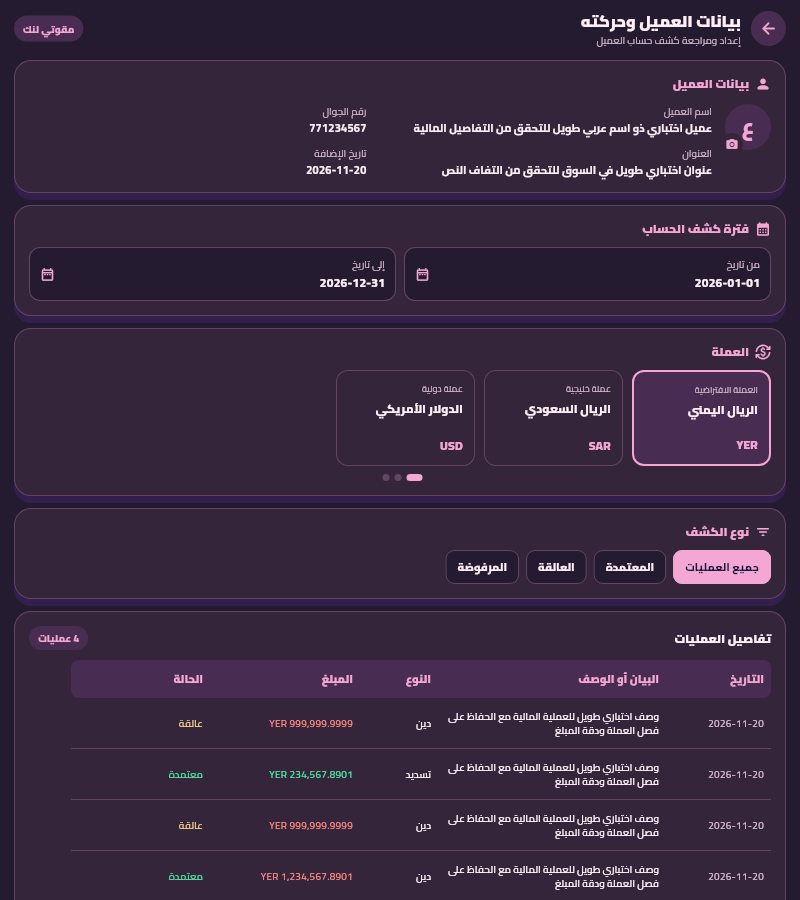 بيانات العميل وحركته
إعداد ومراجعة كشف حساب العميل
مقوتي لنك
بيانات العميل
ع
اسم العميل
عميل اختباري ذو اسم عربي طويل للتحقق من التفاصيل المالية
رقم الجوال
771234567
العنوان
عنوان اختباري طويل في السوق للتحقق من التفاف النص
تاريخ الإضافة
2026-11-20
فترة كشف الحساب
من تاريخ
2026-01-01
إلى تاريخ
2026-12-31
العملة
العملة الافتراضية
الريال اليمني
YER
عملة خليجية
الريال السعودي
SAR
عملة دولية
الدولار الأمريكي
USD
نوع الكشف
جميع العمليات
المعتمدة
العالقة
المرفوضة
تفاصيل العمليات
4 عمليات
التاريخ البيان أو الوصف النوع المبلغ الحالة
2026-11-20 وصف اختباري طويل للعملية المالية مع الحفاظ على دين YER 999,999.9999 عالقة
فصل العملة ودقة المبلغ
2026-11-20 وصف اختباري طويل للعملية المالية مع الحفاظ على تسديد YER 234,567.8901 معتمدة
فصل العملة ودقة المبلغ
2026-11-20 وصف اختباري طويل للعملية المالية مع الحفاظ على دين YER 999,999.9999 عالقة
فصل العملة ودقة المبلغ
2026-11-20 وصف اختباري طويل للعملية المالية مع الحفاظ على دين YER 1,234,567.8901 معتمدة
فصل العملة ودقة المبلغ